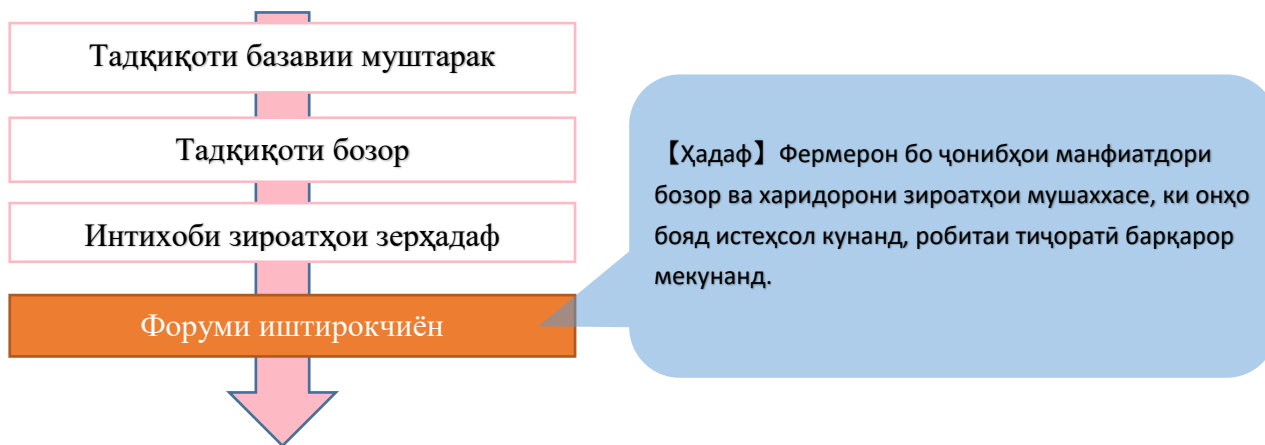 Тадқиқоти базавии муштарак
Тадқиқоти бозор
Интихоби зироатҳои зерҳадаф
Форуми иштирокчиён
【Ҳадаф】Фермерон бо ҷонибҳои манфиатдори
бозор ва харидорони зироатҳои мушаххасе, ки онҳо
бояд истеҳсол кунанд, робитаи тиҷоратӣ барқарор
мекунанд.